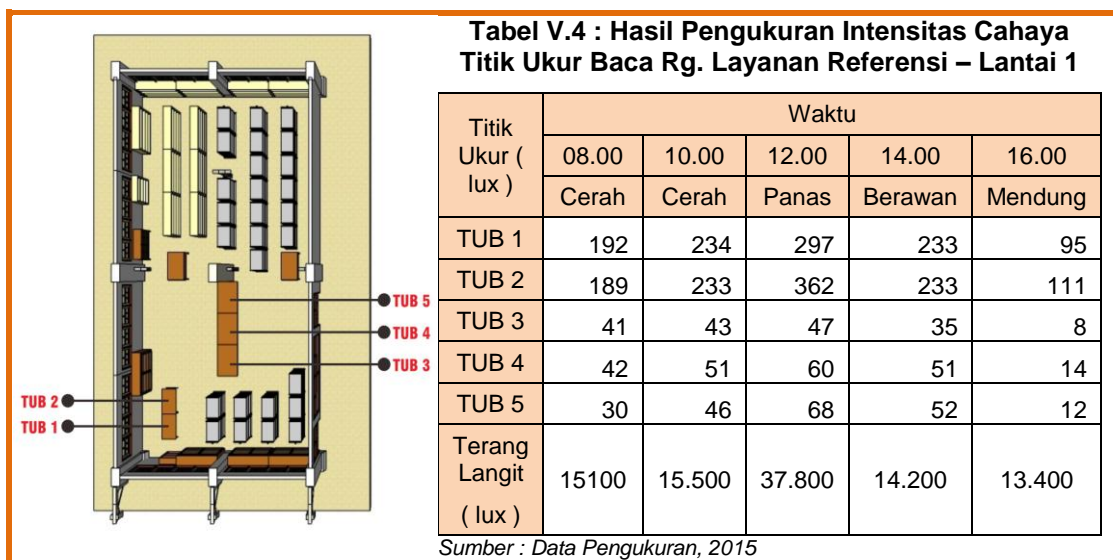 Tabel V.4 : Hasil Pengukuran Intensitas Cahaya
Titik Ukur Baca Rg. Layanan Referensi – Lantai 1
TUB 5
TUB 4
TUB 3
TUB 2
TUB 1
Titik Ukur ( lux ) Waktu
08.00 10.00 12.00 14.00 16.00
Cerah Cerah Panas Berawan Mendung
TUB 1 192 234 297 233 95
TUB 2 189 233 362 233 111
TUB 3 41 43 47 35 8
TUB 4 42 51 60 51 14
TUB 5 30 46 68 52 12
Terang Langit ( lux ) 15100 15.500 37.800 14.200 13.400
Sumber : Data Pengukuran, 2015